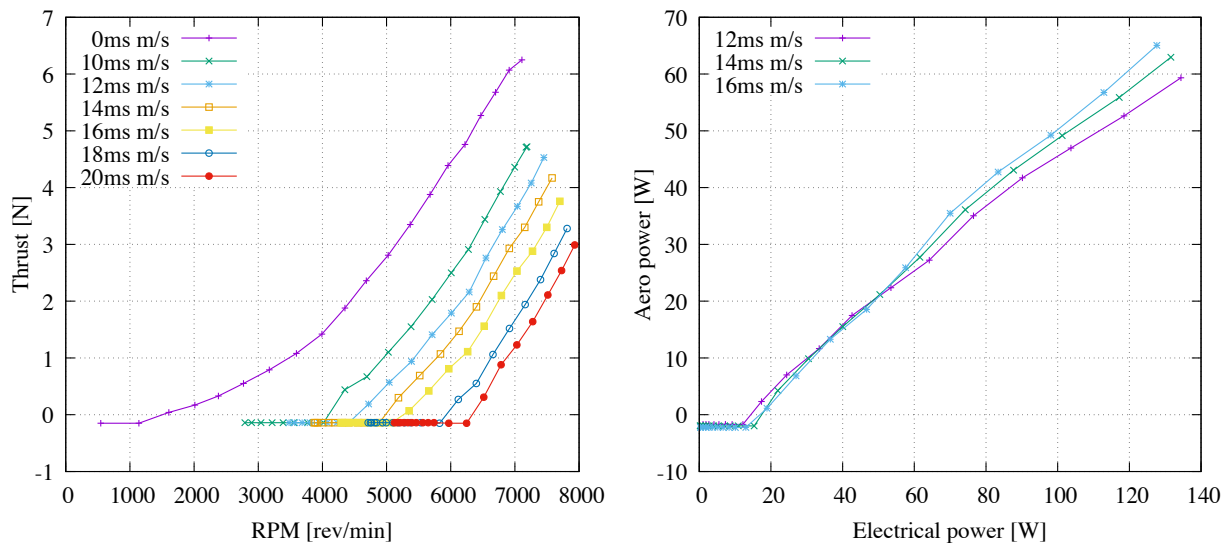 7
6
5
4
3
2
1
0
-1
Thrust [N]
0ms m/s
10ms m/s
12ms m/s
14ms m/s
16ms m/s
18ms m/s
20ms m/s
0 1000 2000 3000 4000 5000 6000 7000 8000
RPM [rev/min]
70
60
50
40
30
20
10
0
-10
Aero power [W]
12ms m/s
14ms m/s
16ms m/s
0 20 40 60 80 100 120 140
Electrical power [W]